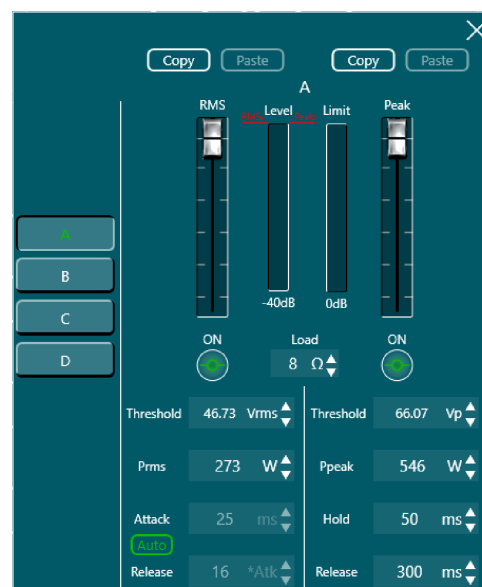 Copy Paste Copy Paste
A
RMS Level Limit Peak
RMS Peak
A
B
C
D
-40dB 0dB
ON Load ON
8 Ω
Threshold 46.73 Vrms Threshold 66.07 Vp
Prms 273 W Ppeak 546 W
Attack 25 ms Hold 50 ms
Auto
Release 16 *Atk Release 300 ms